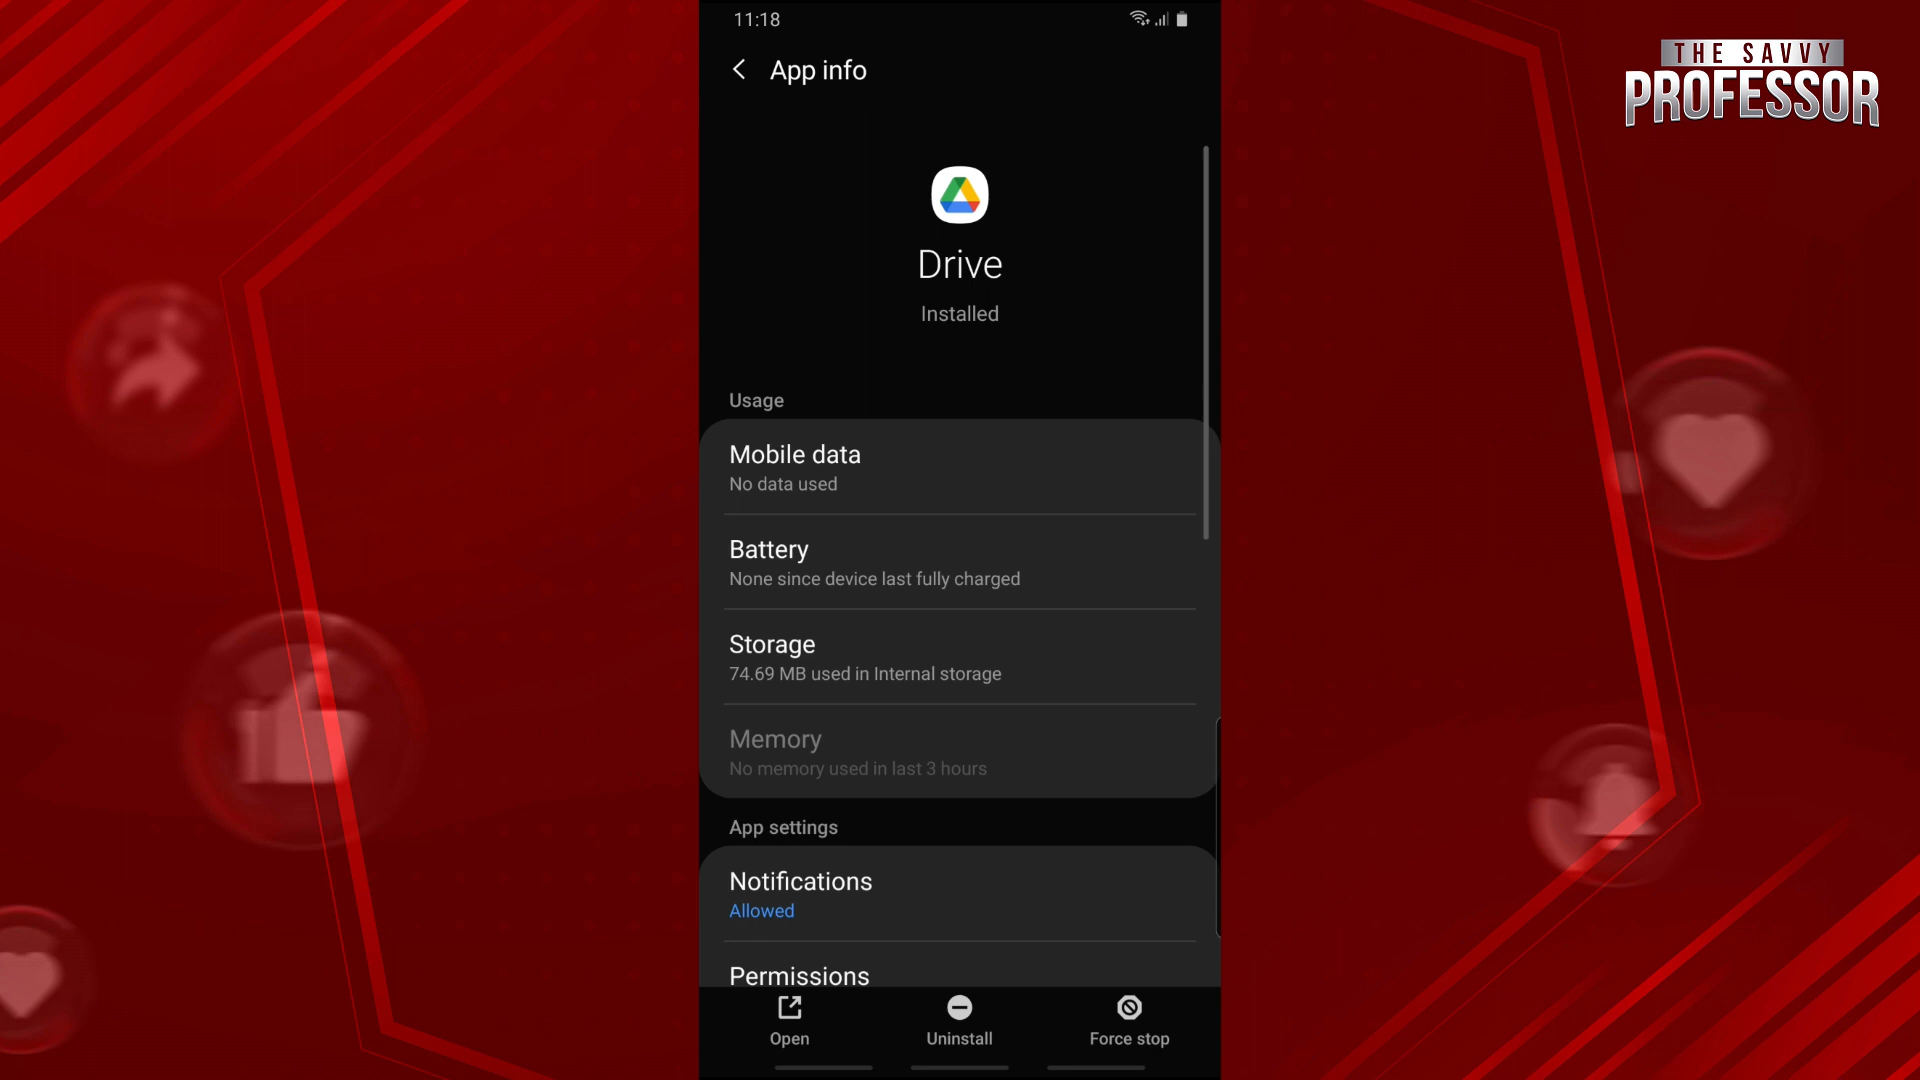 11:18
App info
THE SAVVY
PROFESSOR
Drive
Installed
Usage
Mobile data
No data used
Battery
None since device last fully charged
Storage
74.69 MB used in Internal storage
Memory
No memory used in last 3 hours
App settings
Notifications
Allowed
Permissions
Open
Uninstall
Force stop